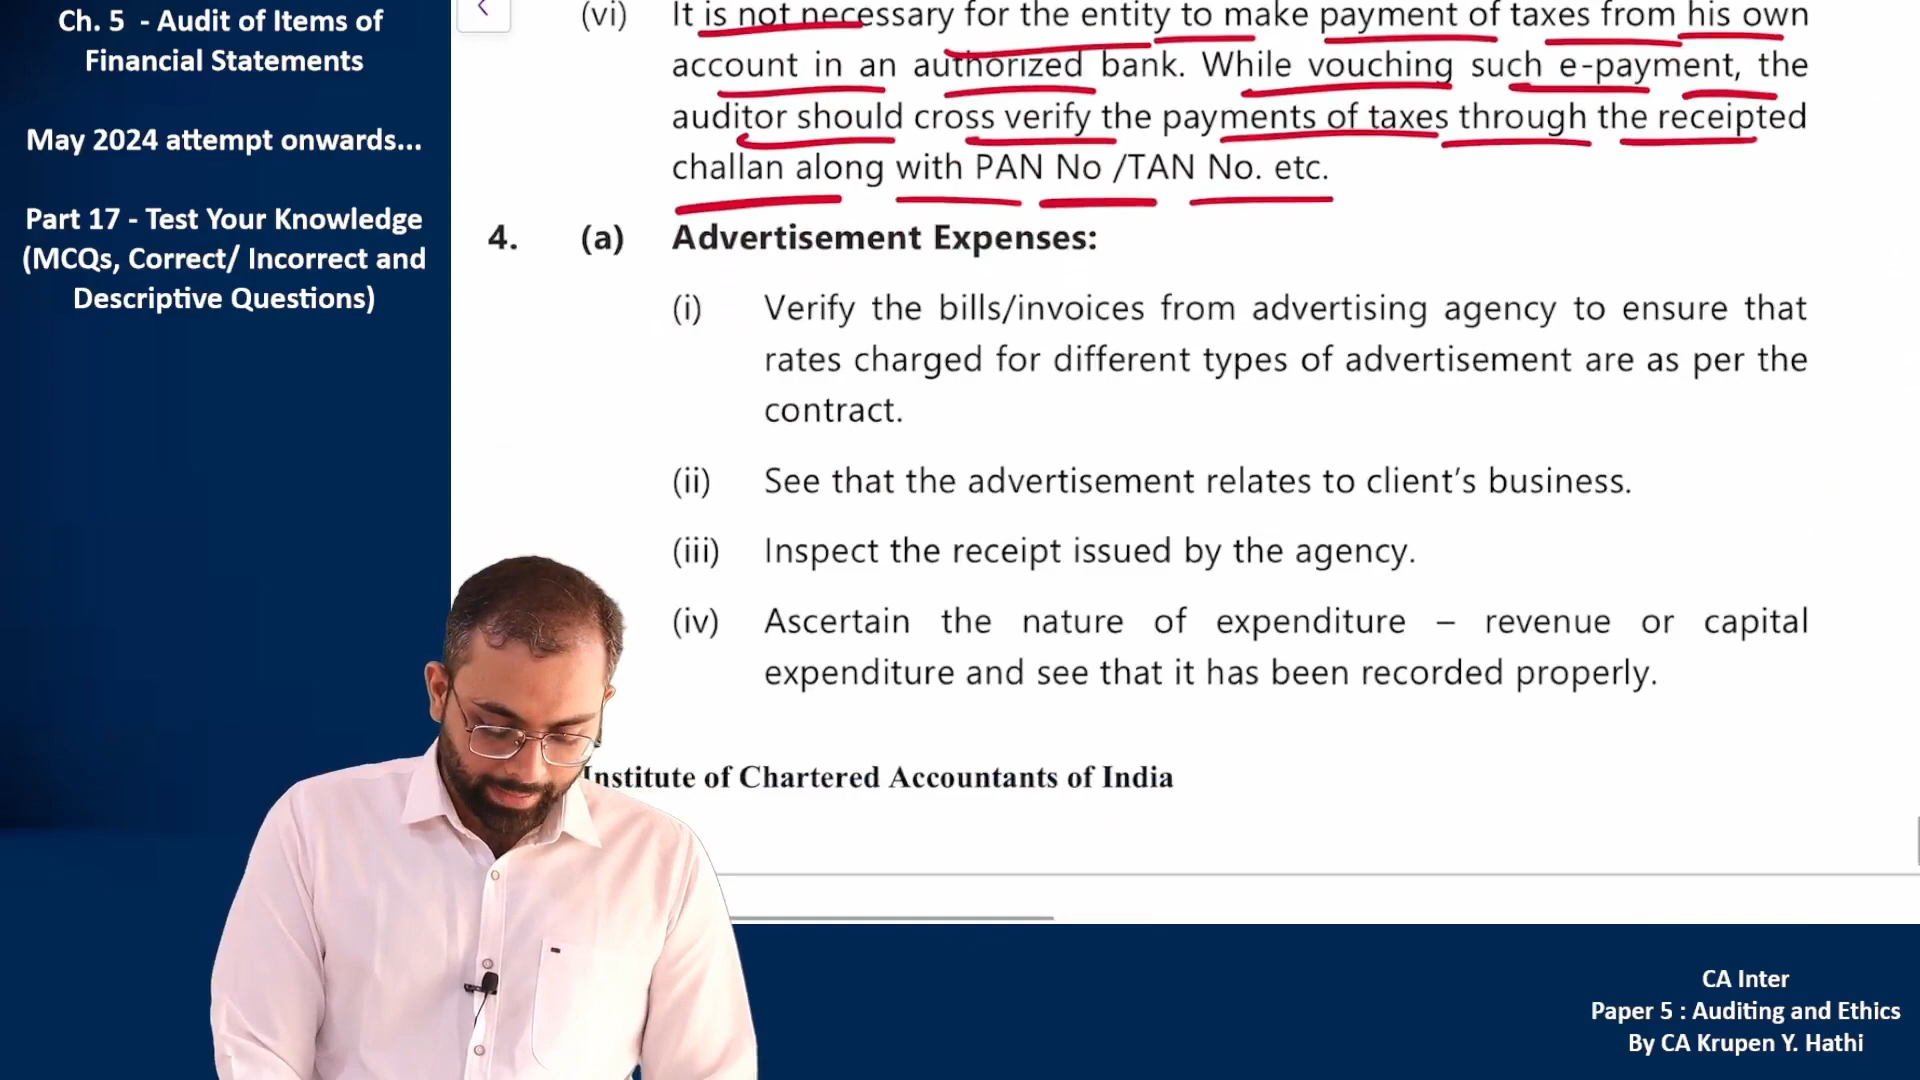 Ch. 5 - Audit of Items of
Financial Statements
May 2024 attempt onwards...
Part 17 - Test Your Knowledge
(MCQs, Correct/ Incorrect and
Descriptive Questions)
(vi) It is not necessary for the entity to make payment of taxes from his own
account in an authorized bank. While vouching such e-payment, the
auditor should cross verify the payments of taxes through the receipted
challan along with PAN No /TAN No. etc.
4. (a) Advertisement Expenses:
(i) Verify the bills/invoices from advertising agency to ensure that
rates charged for different types of advertisement are as per the
contract.
(ii) See that the advertisement relates to client's business.
(iii) Inspect the receipt issued by the agency.
(iv) Ascertain the nature of expenditure – revenue or capital
expenditure and see that it has been recorded properly.
Institute of Chartered Accountants of India
CA Inter
Paper 5 : Auditing and Ethics
By CA Krupen Y. Hathi